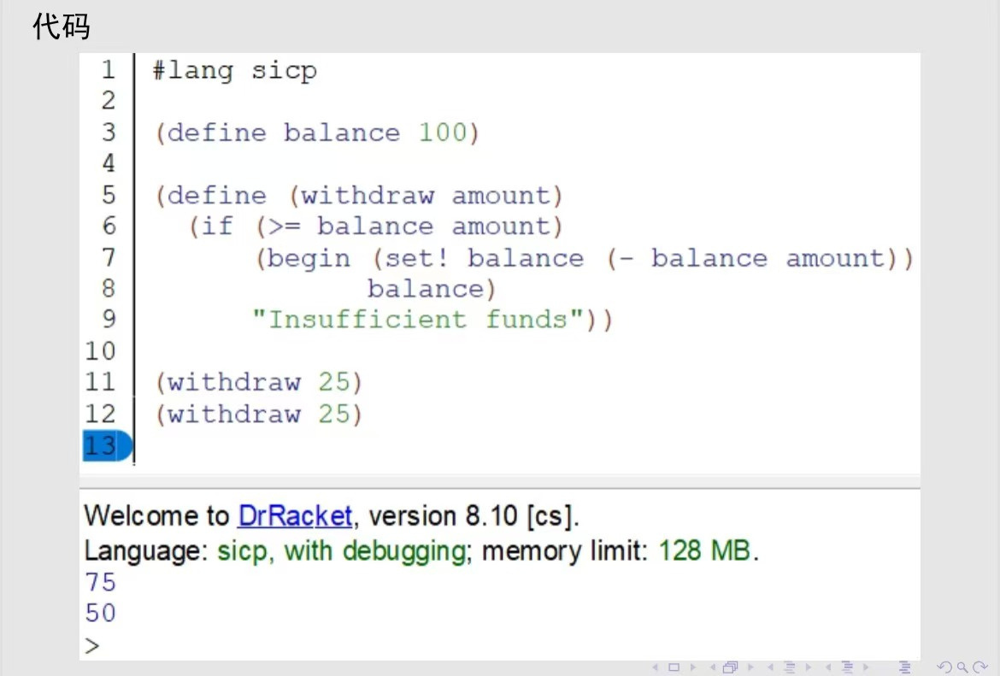 代码
1 #lang sicp
2
3 (define balance 100)
4
5 (define (withdraw amount)
6   (if (>= balance amount)
7       (begin (set! balance (- balance amount))
8              balance)
9       "Insufficient funds"))
10
11 (withdraw 25)
12 (withdraw 25)
13
Welcome to DrRacket, version 8.10 [cs].
Language: sicp, with debugging; memory limit: 128 MB.
75
50
>